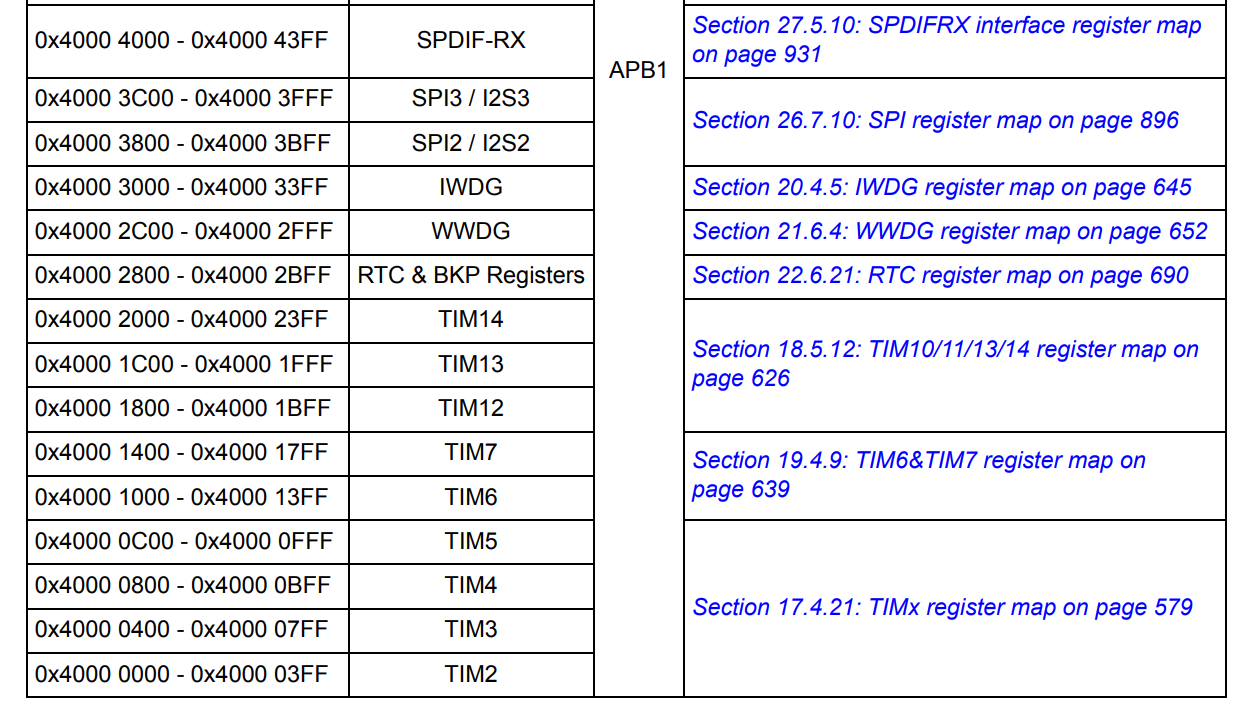 0x4000 4000 - 0x4000 43FF SPDIF-RX APB1 Section 27.5.10: SPDIFRX interface register map
on page 931
0x4000 3C00 - 0x4000 3FFF SPI3 / I2S3 Section 26.7.10: SPI register map on page 896
0x4000 3800 - 0x4000 3BFF SPI2 / I2S2
0x4000 3000 - 0x4000 33FF IWDG Section 20.4.5: IWDG register map on page 645
0x4000 2C00 - 0x4000 2FFF WWDG Section 21.6.4: WWDG register map on page 652
0x4000 2800 - 0x4000 2BFF RTC & BKP Registers Section 22.6.21: RTC register map on page 690
0x4000 2000 - 0x4000 23FF TIM14 Section 18.5.12: TIM10/11/13/14 register map on
page 626
0x4000 1C00 - 0x4000 1FFF TIM13
0x4000 1800 - 0x4000 1BFF TIM12
0x4000 1400 - 0x4000 17FF TIM7 Section 19.4.9: TIM6&TIM7 register map on
page 639
0x4000 1000 - 0x4000 13FF TIM6
0x4000 0C00 - 0x4000 0FFF TIM5 Section 17.4.21: TIMx register map on page 579
0x4000 0800 - 0x4000 0BFF TIM4
0x4000 0400 - 0x4000 07FF TIM3
0x4000 0000 - 0x4000 03FF TIM2